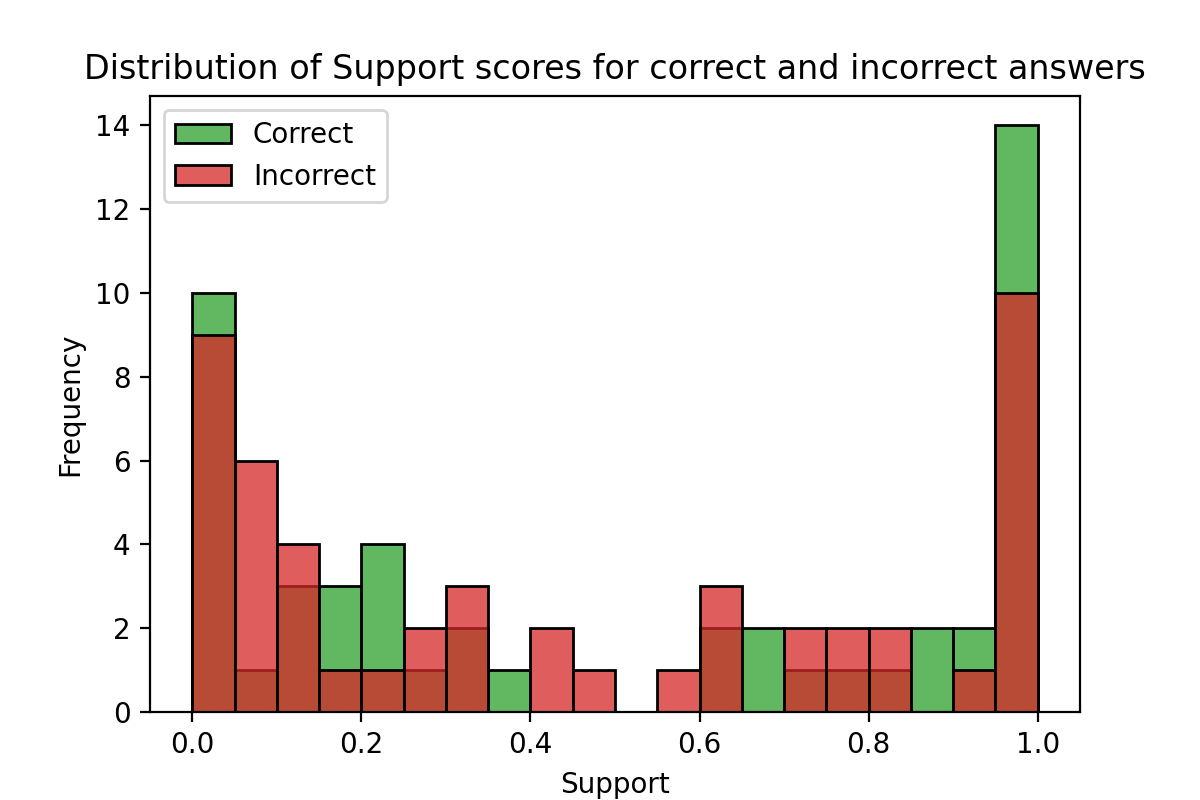 Distribution of Support scores for correct and incorrect answers
Correct
Incorrect
14
12
10
8
6
4
2
0
Frequency
0.0 0.2 0.4 0.6 0.8 1.0
Support